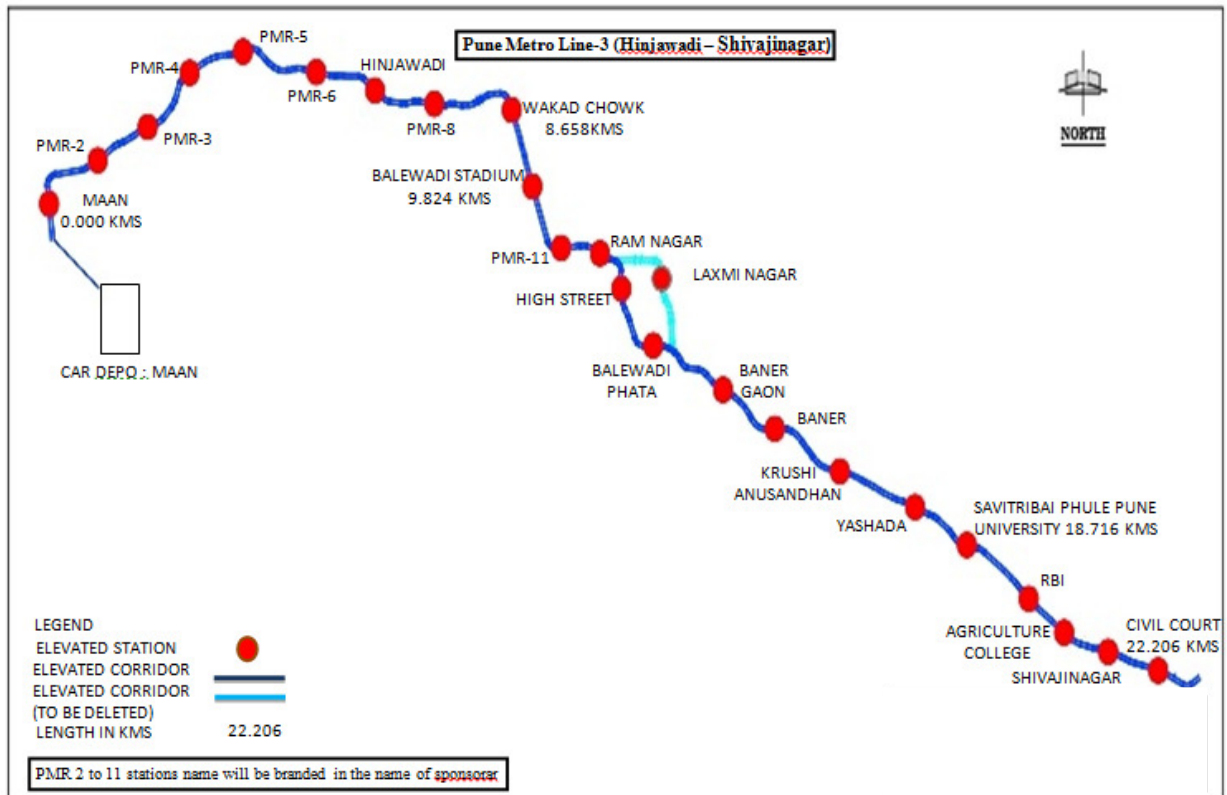 Pune Metro Line-3 (Hinjawadi – Shivajinagar)
NORTH
PMR-5
PMR-4
HINJAWADI
PMR-6
PMR-8
PMR-3
PMR-2
WAKAD CHOWK
8.658KMS
MAAN
0.000 KMS
BALEWADI STADIUM
9.824 KMS
PMR-11
RAM NAGAR
LAXMI NAGAR
HIGH STREET
CAR DEPO : MAAN
BALEWADI
PHATA
BANER
GAON
BANER
KRUSHI
ANUSANDHAN
YASHADA
SAVITRIBAI PHULE PUNE
UNIVERSITY 18.716 KMS
RBI
AGRICULTURE
COLLEGE
CIVIL COURT
22.206 KMS
SHIVAJINAGAR
LEGEND
ELEVATED STATION
ELEVATED CORRIDOR
ELEVATED CORRIDOR
(TO BE DELETED)
LENGTH IN KMS 22.206
PMR 2 to 11 stations name will be branded in the name of sponsorar